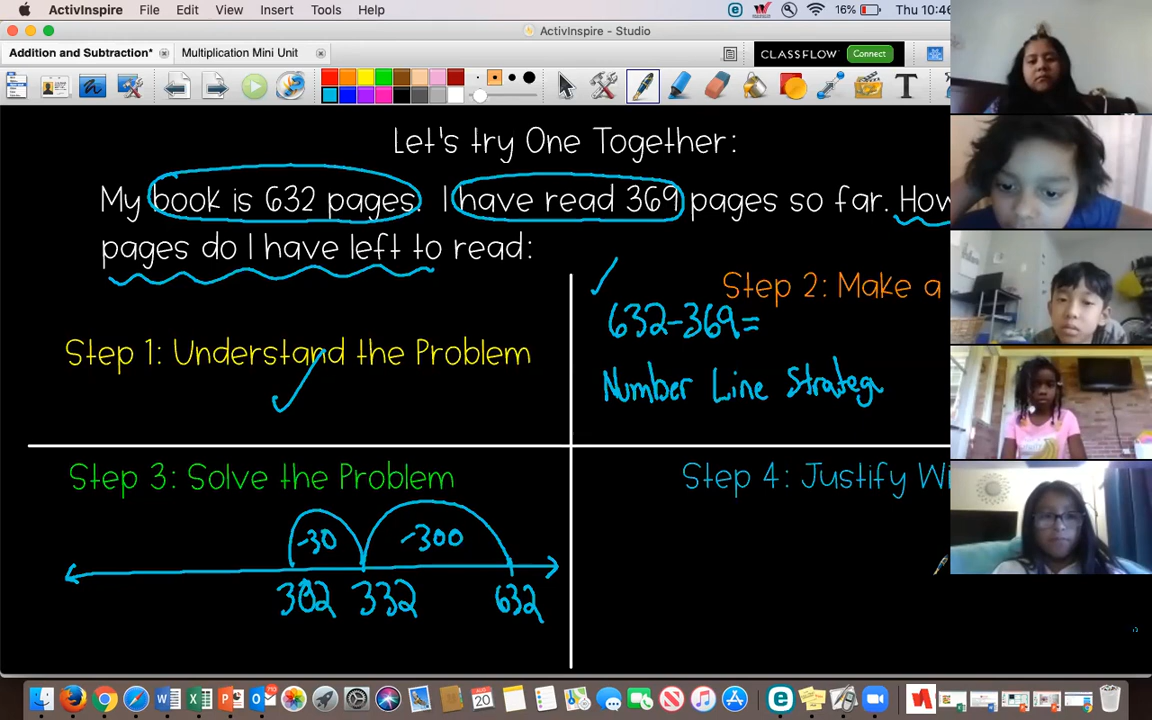 ActivInspire File Edit View Insert Tools Help 16% Thu 10:46
ActivInspire - Studio
Addition and Subtraction* Multiplication Mini Unit CLASSFLOW Connect
Let's try One Together:
My book is 632 pages. I have read 369 pages so far. How
pages do I have left to read:
Step 2: Make a
632-369=
Step 1: Understand the Problem
Number Line Strateg
Step 3: Solve the Problem
Step 4: Justify Wi
-30 -300
302 332 632